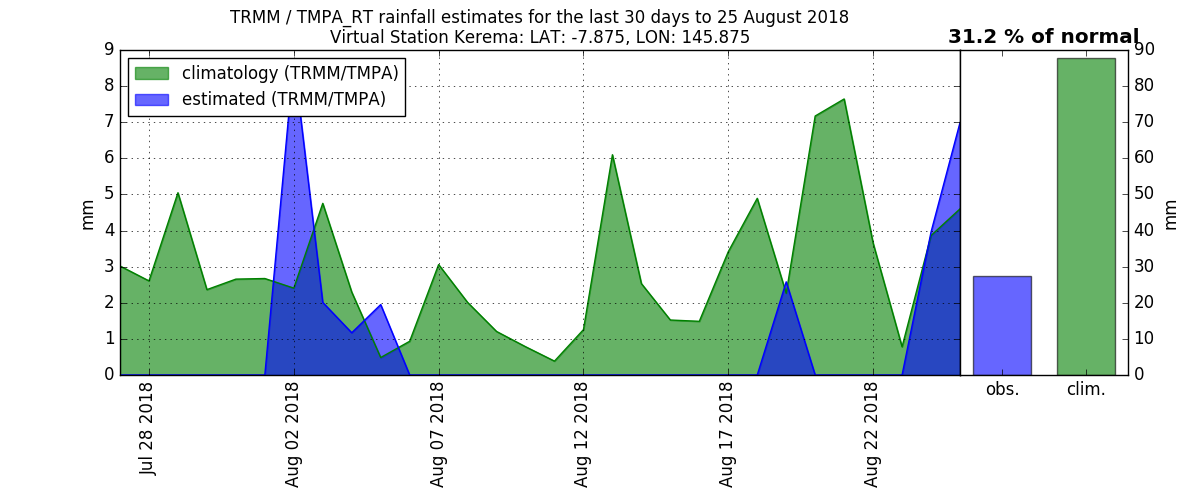 TRMM / TMPA_RT rainfall estimates for the last 30 days to 25 August 2018
Virtual Station Kerema: LAT: -7.875, LON: 145.875
31.2 % of normal
climatology (TRMM/TMPA)
estimated (TRMM/TMPA)
9
8
7
6
5
4
3
2
1
0
mm
90
80
70
60
50
40
30
20
10
0
mm
Jul 28 2018
Aug 02 2018
Aug 07 2018
Aug 12 2018
Aug 17 2018
Aug 22 2018
obs.
clim.